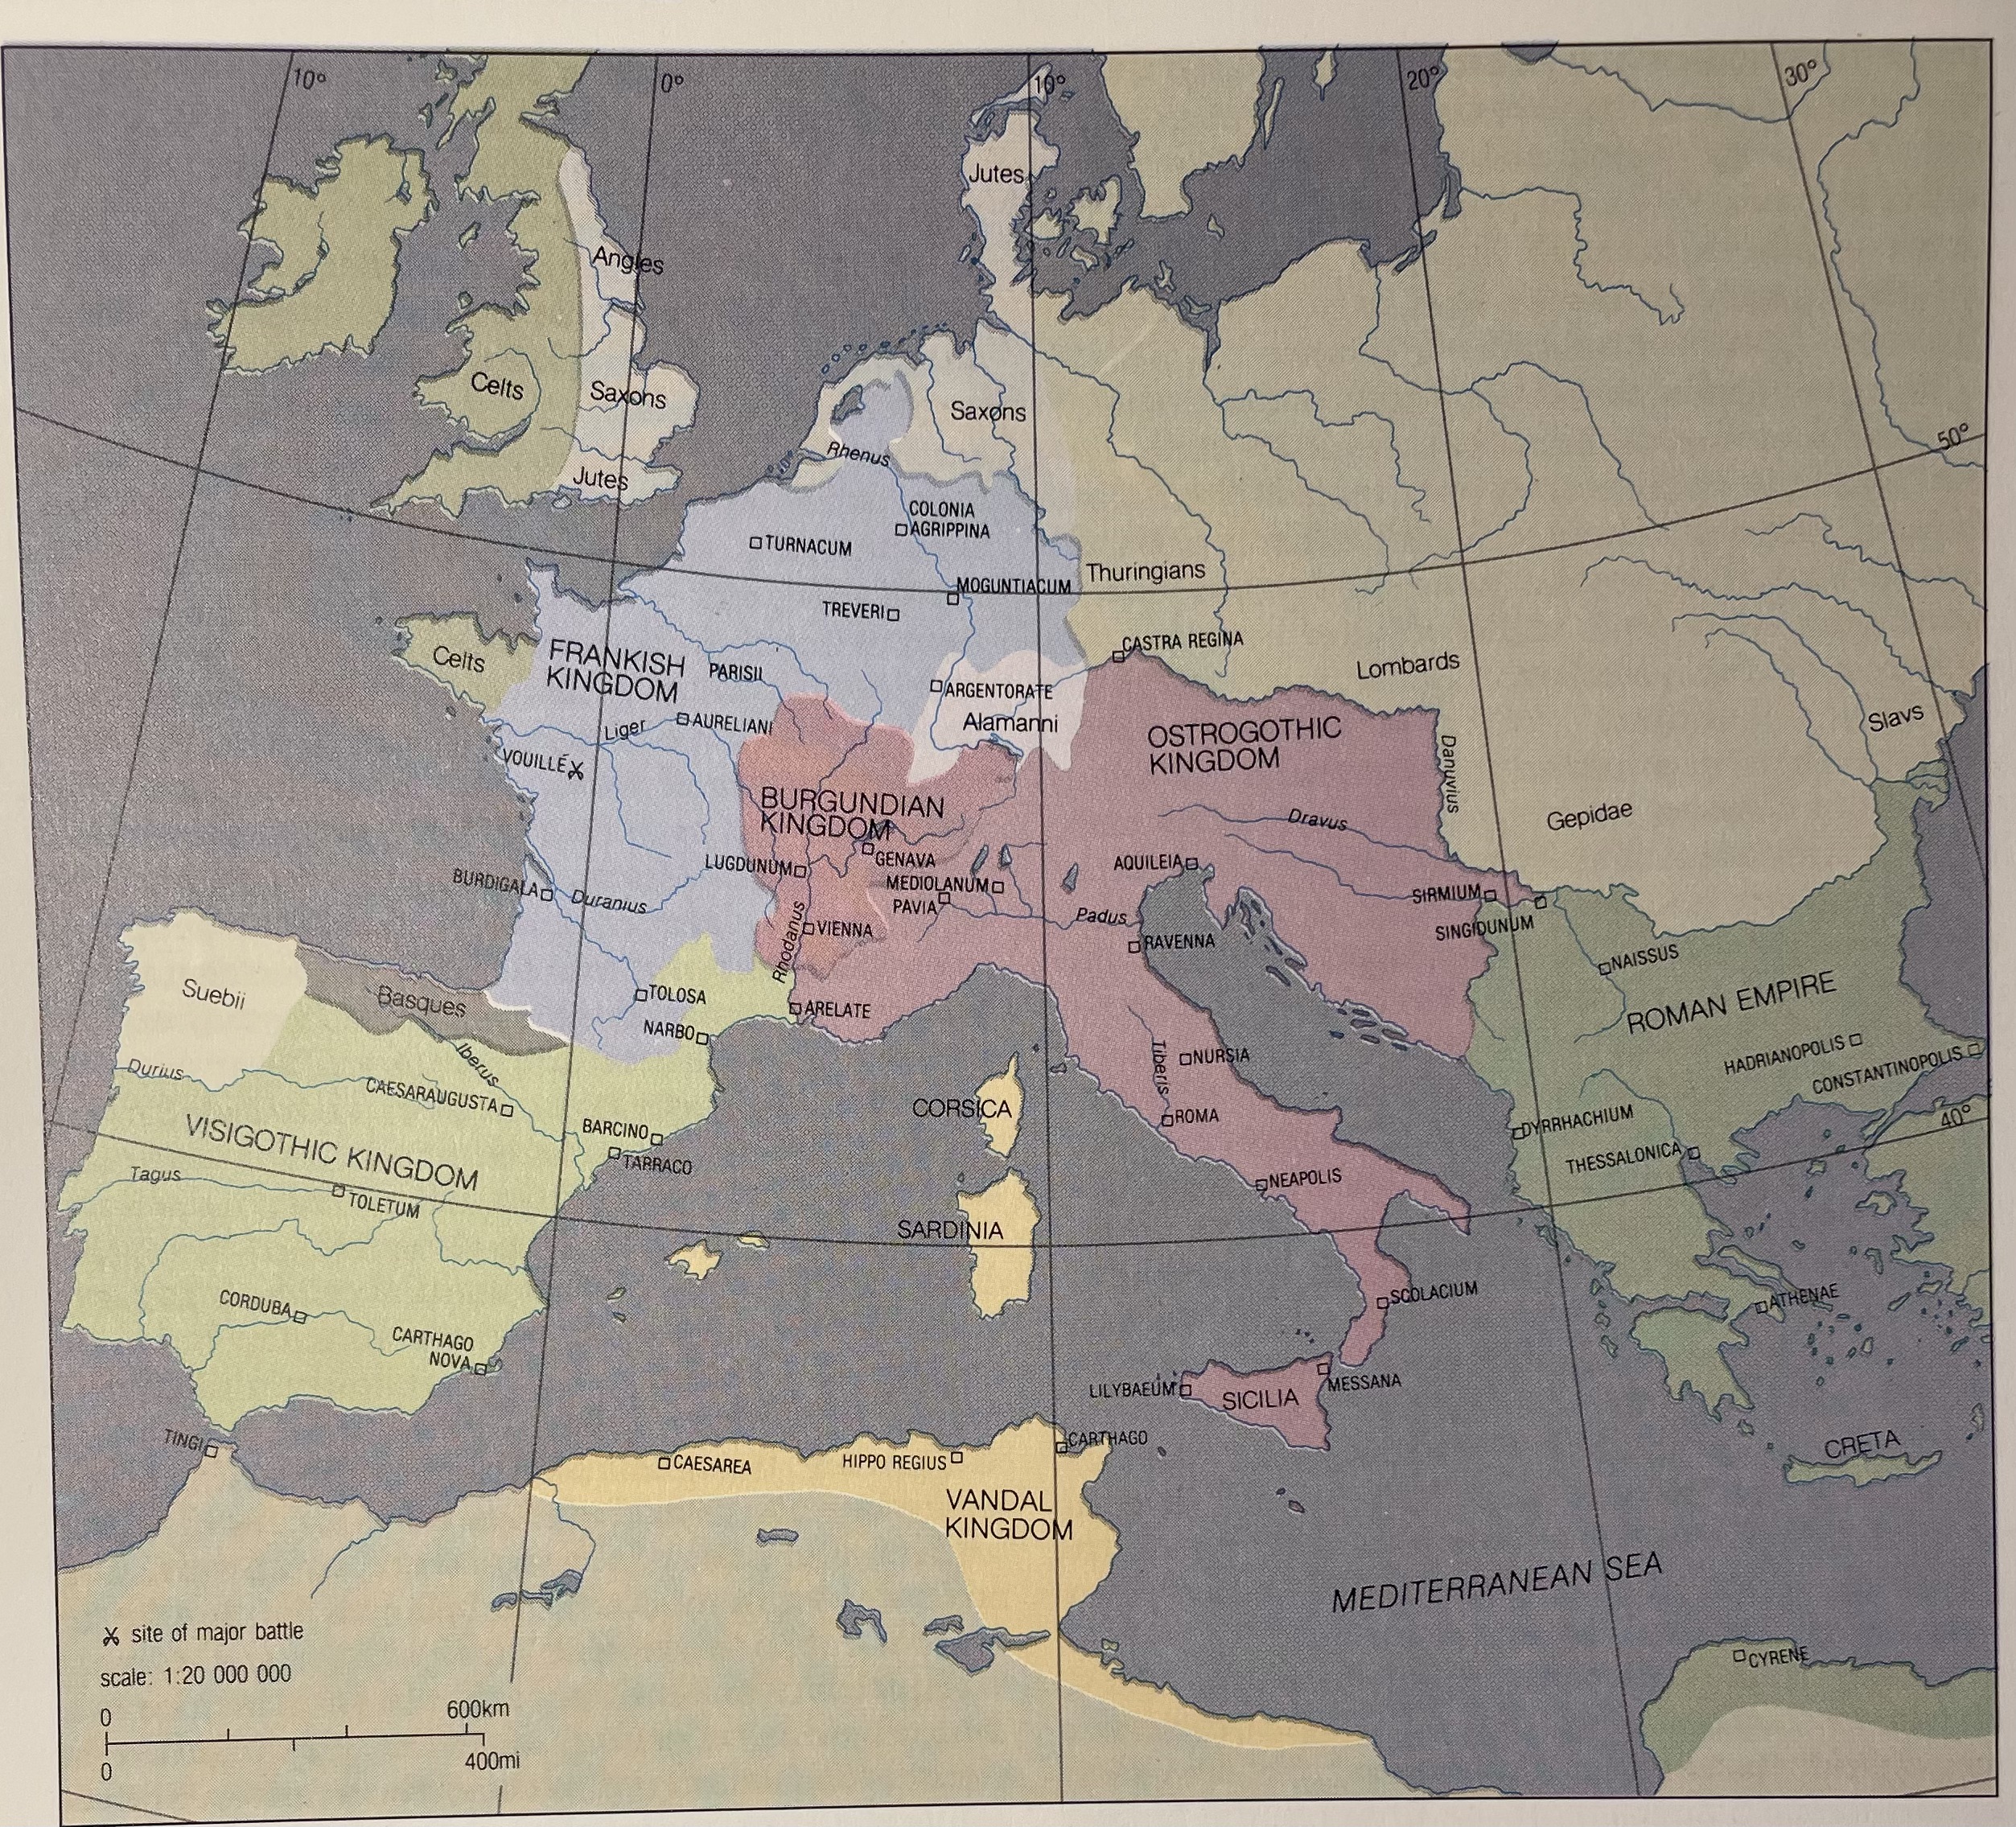 10°
0°
10°
20°
30°
Jutes
Angles
Celts
Saxons
Saxons
Jutes
50°
Rhenus
COLONIA
AGRIPPINA
TURNACUM
MOGUNTIACUM
Thuringians
TREVERI
CASTRA REGINA
Celts
FRANKISH
KINGDOM
PARISII
Lombards
ARGENTORATE
Alamanni
Slavs
Liger
AURELIANI
OSTROGOTHIC
KINGDOM
VOUILLÉ
Danuvius
BURGUNDIAN
KINGDOM
Dravus
Gepidae
LUGDUNUM
GENAVA
AQUILEIA
BURDIGALA
Duranius
MEDIOLANUM
PAVIA
SIRMIUM
Padus
SINGIDUNUM
Rhodanus
VIENNA
RAVENNA
NAISSUS
Suebii
Basques
TOLOSA
ARELATE
ROMAN EMPIRE
NARBO
Iberus
Tiberis
NURSIA
HADRIANOPOLIS
CONSTANTINOPOLIS
Durius
CAESARAUGUSTA
CORSICA
ROMA
DYRRHACHIUM
40°
VISIGOTHIC KINGDOM
BARCINO
TARRACO
THESSALONICA
Tagus
TOLETUM
NEAPOLIS
SARDINIA
CORDUBA
SCOLACIUM
ATHENAE
CARTHAGO
NOVA
LILYBAEUM
SICILIA
MESSANA
TINGI
CARTHAGO
CRETA
CAESAREA
HIPPO REGIUS
VANDAL
KINGDOM
MEDITERRANEAN SEA
site of major battle
CYRENE
scale: 1:20 000 000
0
600km
0
400mi